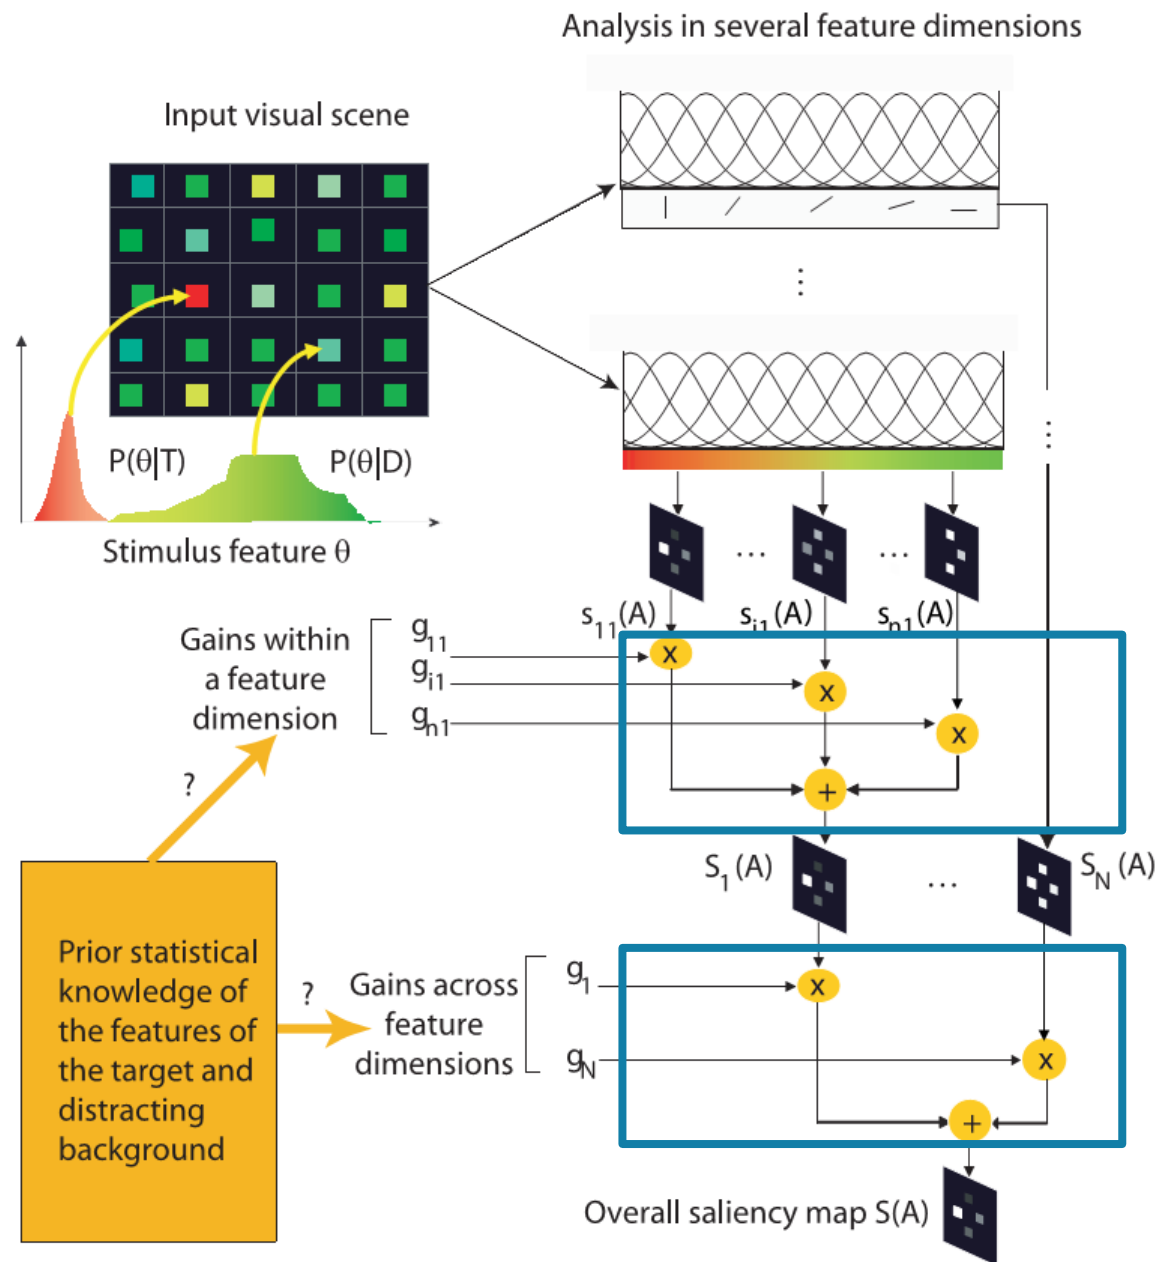 Analysis in several feature dimensions
Input visual scene
P(θ|T)
P(θ|D)
Stimulus feature θ
s11(A)
si1(A)
sn1(A)
Gains within
a feature
dimension
g11
gi1
gn1
x
x
x
+
?
S1(A)
SN(A)
Prior statistical
knowledge of
the features of
the target and
distracting
background
?
Gains across
feature
dimensions
g1
gN
x
x
+
Overall saliency map S(A)